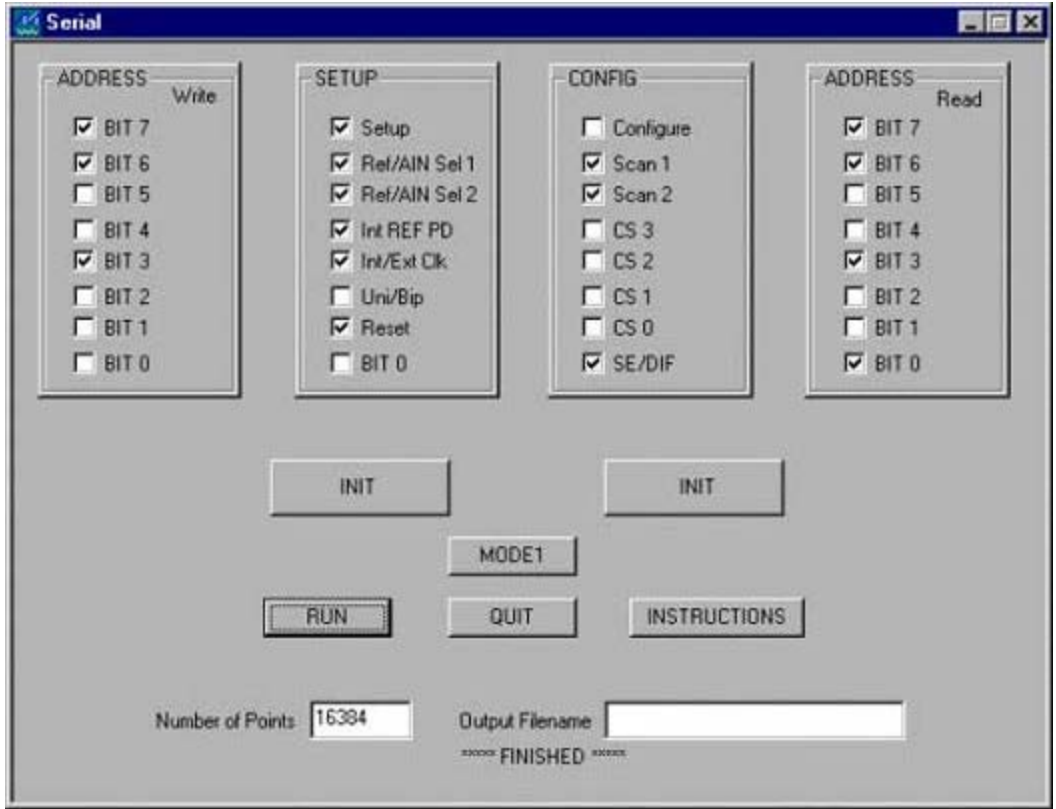 Serial
ADDRESS
Write
BIT 7
BIT 6
BIT 5
BIT 4
BIT 3
BIT 2
BIT 1
BIT 0
SETUP
Setup
Ref/AIN Sel 1
Ref/AIN Sel 2
Int REF PD
Int/Ext Clk
Uni/Bip
Reset
BIT 0
CONFIG
Configure
Scan 1
Scan 2
CS 3
CS 2
CS 1
CS 0
SE/DIF
ADDRESS
Read
BIT 7
BIT 6
BIT 5
BIT 4
BIT 3
BIT 2
BIT 1
BIT 0
INIT
INIT
MODE1
RUN
QUIT
INSTRUCTIONS
Number of Points 16384
Output Filename
***** FINISHED *****